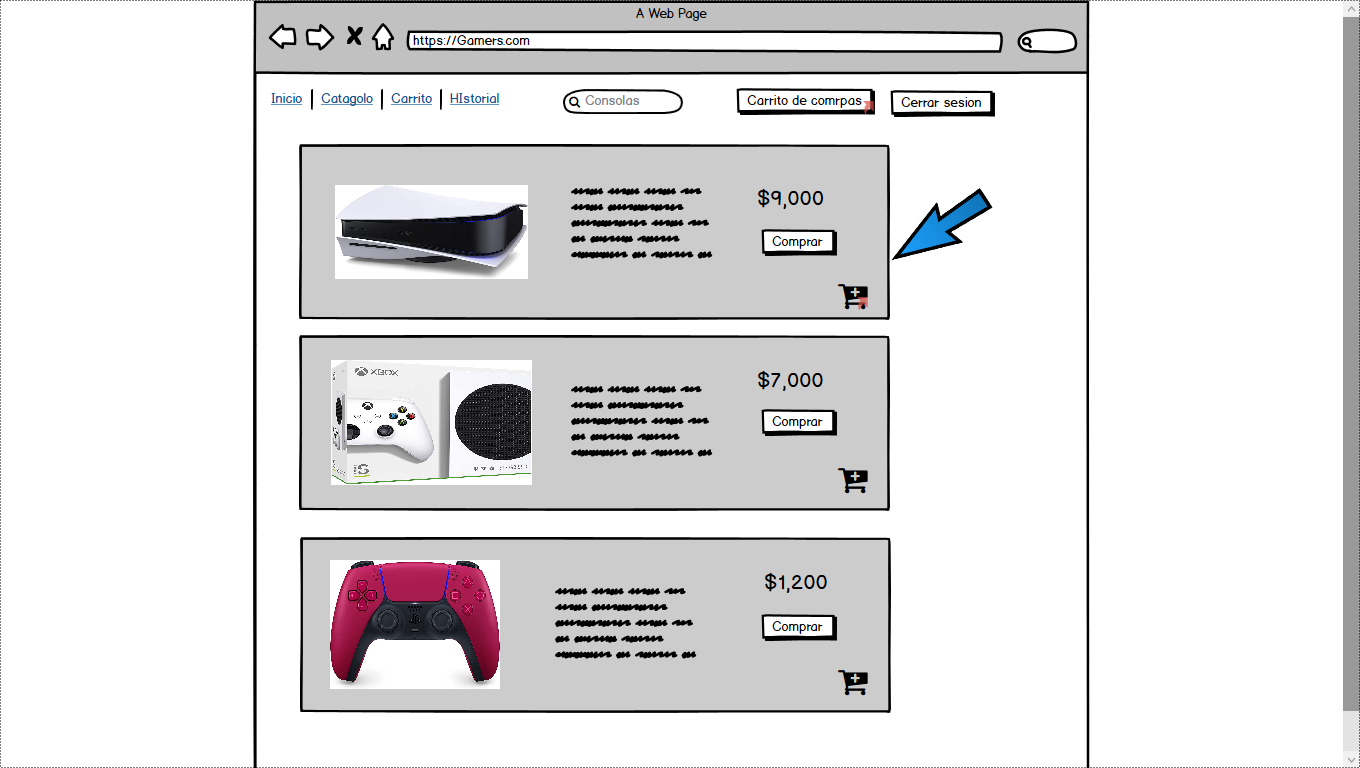 A Web Page
https://Gamers.com
Inicio Catagolo Carrito HIstorial
Consolas
Carrito de comrpas
Cerrar sesion
$9,000
Comprar
XBOX
$7,000
Comprar
$1,200
Comprar